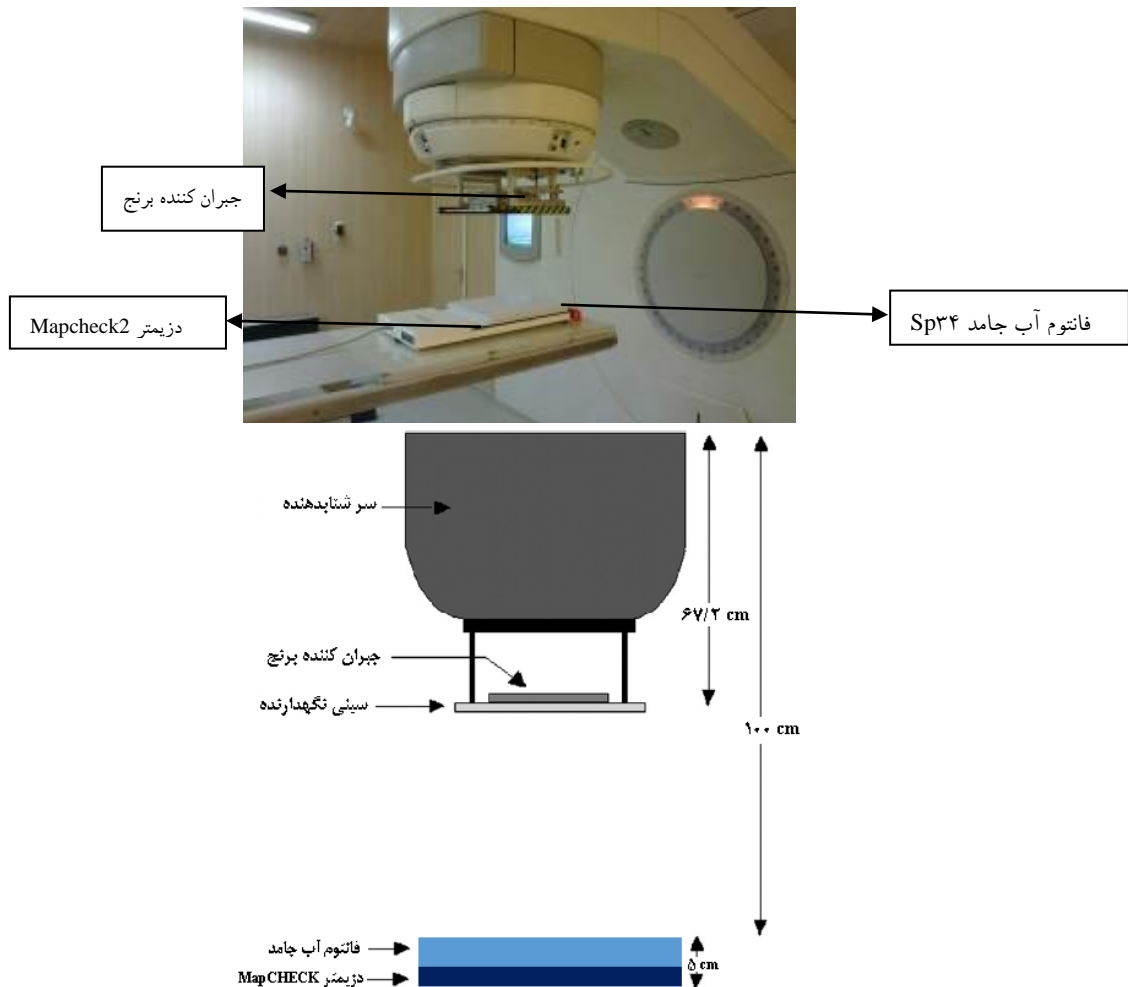 جبران کننده برنج
دزیمتر Mapcheck2
فانتوم آب جامد Sp۳۴
سر شتابدهنده
۶۷/۲ cm
جبران کننده برنج
سینی نگهدارنده
۱۰۰ cm
فانتوم آب جامد
۵ cm
دزیمتر MapCHECK